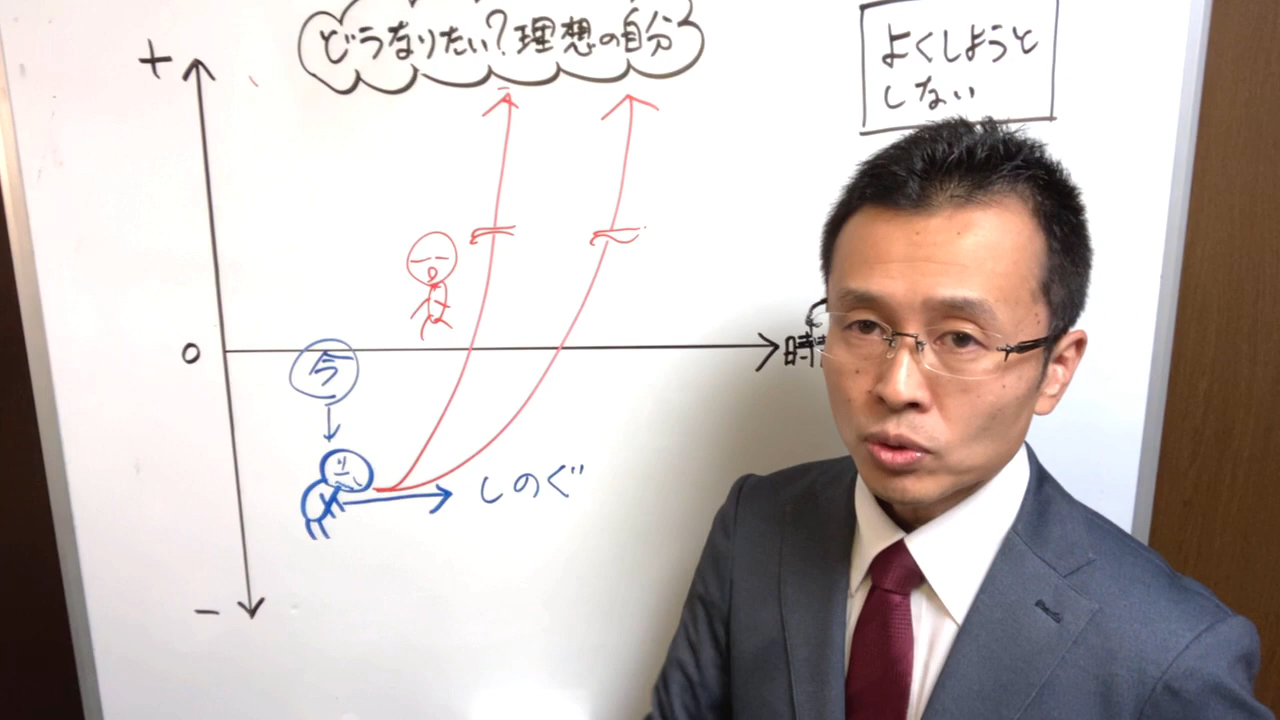 どうなりたい?理想の自分
よくしようと
しない
+
0
時
今
しのぐ
−